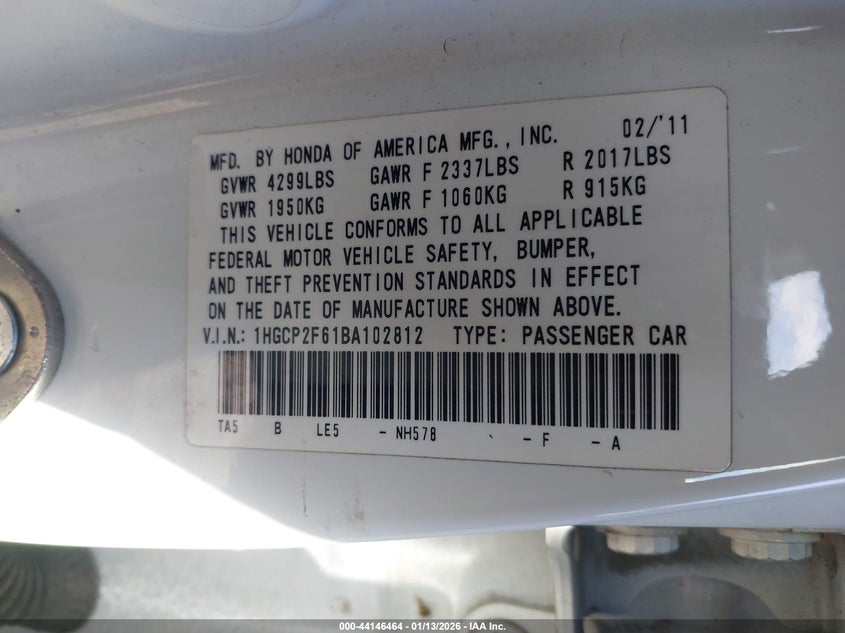 02/'11
MFD. BY HONDA OF AMERICA MFG., INC.
GVWR 4299LBS GAWR F 2337LBS R 2017LBS
GVWR 1950KG GAWR F 1060KG R 915KG
THIS VEHICLE CONFORMS TO ALL APPLICABLE
FEDERAL MOTOR VEHICLE SAFETY, BUMPER,
AND THEFT PREVENTION STANDARDS IN EFFECT
ON THE DATE OF MANUFACTURE SHOWN ABOVE.
V.I.N.: 1HGCP2F61BA102812 TYPE: PASSENGER CAR
TA5 B LE5 - NH578 ` - F - A
000-44146464 - 01/13/2026 - IAA Inc.